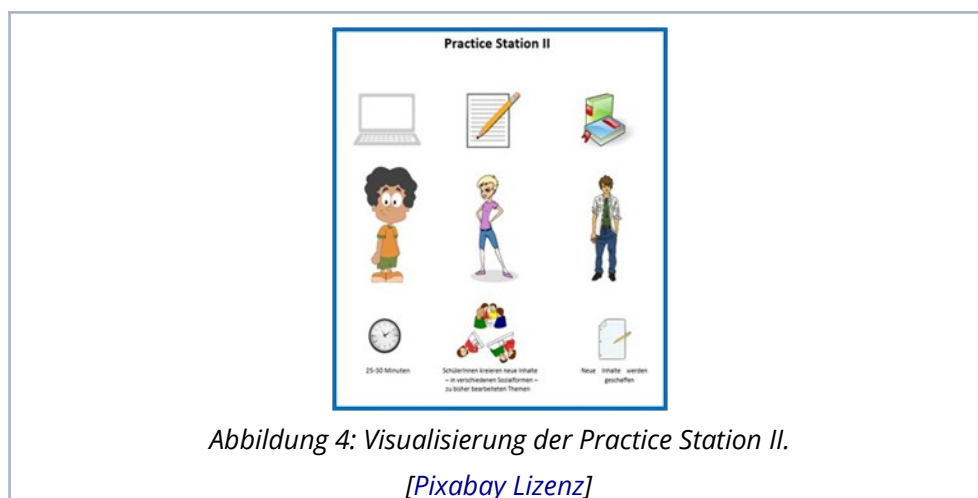 Practice Station II
25-30 Minuten
SchülerInnen kreieren neue Inhalte
– in verschiedenen Sozialformen –
zu bisher bearbeiteten Themen
Neue Inhalte werden
geschaffen
Abbildung 4: Visualisierung der Practice Station II.
[Pixabay Lizenz]